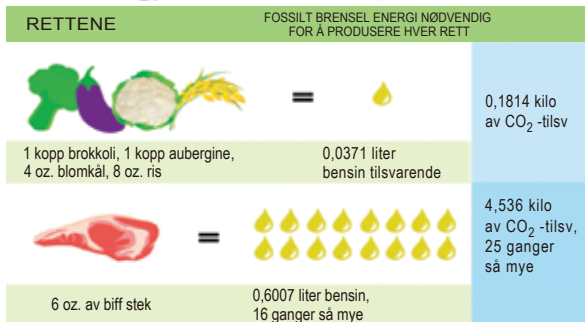 RETTENE
FOSSILT BRENSEL ENERGI NØDVENDIG
FOR Å PRODUSERE HVER RETT
=
0,1814 kilo
av CO2 -tilsv
1 kopp brokkoli, 1 kopp aubergine,
4 oz. blomkål, 8 oz. ris
0,0371 liter
bensin tilsvarende
=
4,536 kilo
av CO2 -tilsv,
25 ganger
så mye
6 oz. av biff stek
0,6007 liter bensin,
16 ganger så mye